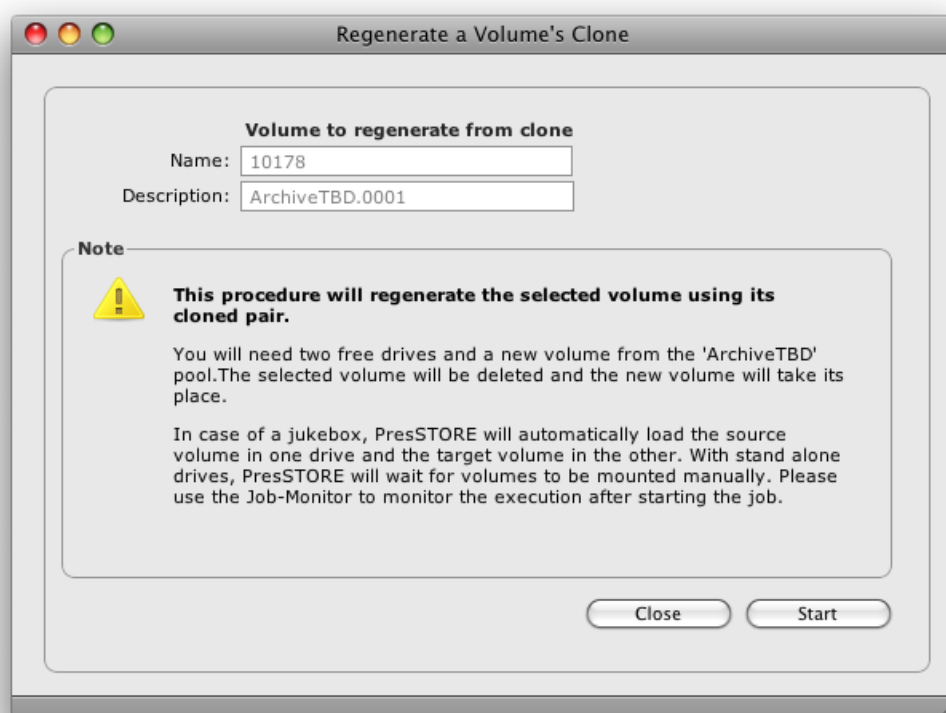 Regenerate a Volume's Clone
Volume to regenerate from clone
Name: 10178
Description: ArchiveTBD.0001
Note
This procedure will regenerate the selected volume using its
cloned pair.
You will need two free drives and a new volume from the 'ArchiveTBD'
pool.The selected volume will be deleted and the new volume will take its
place.
In case of a jukebox, PresSTORE will automatically load the source
volume in one drive and the target volume in the other. With stand alone
drives, PresSTORE will wait for volumes to be mounted manually. Please
use the Job-Monitor to monitor the execution after starting the job.
Close Start